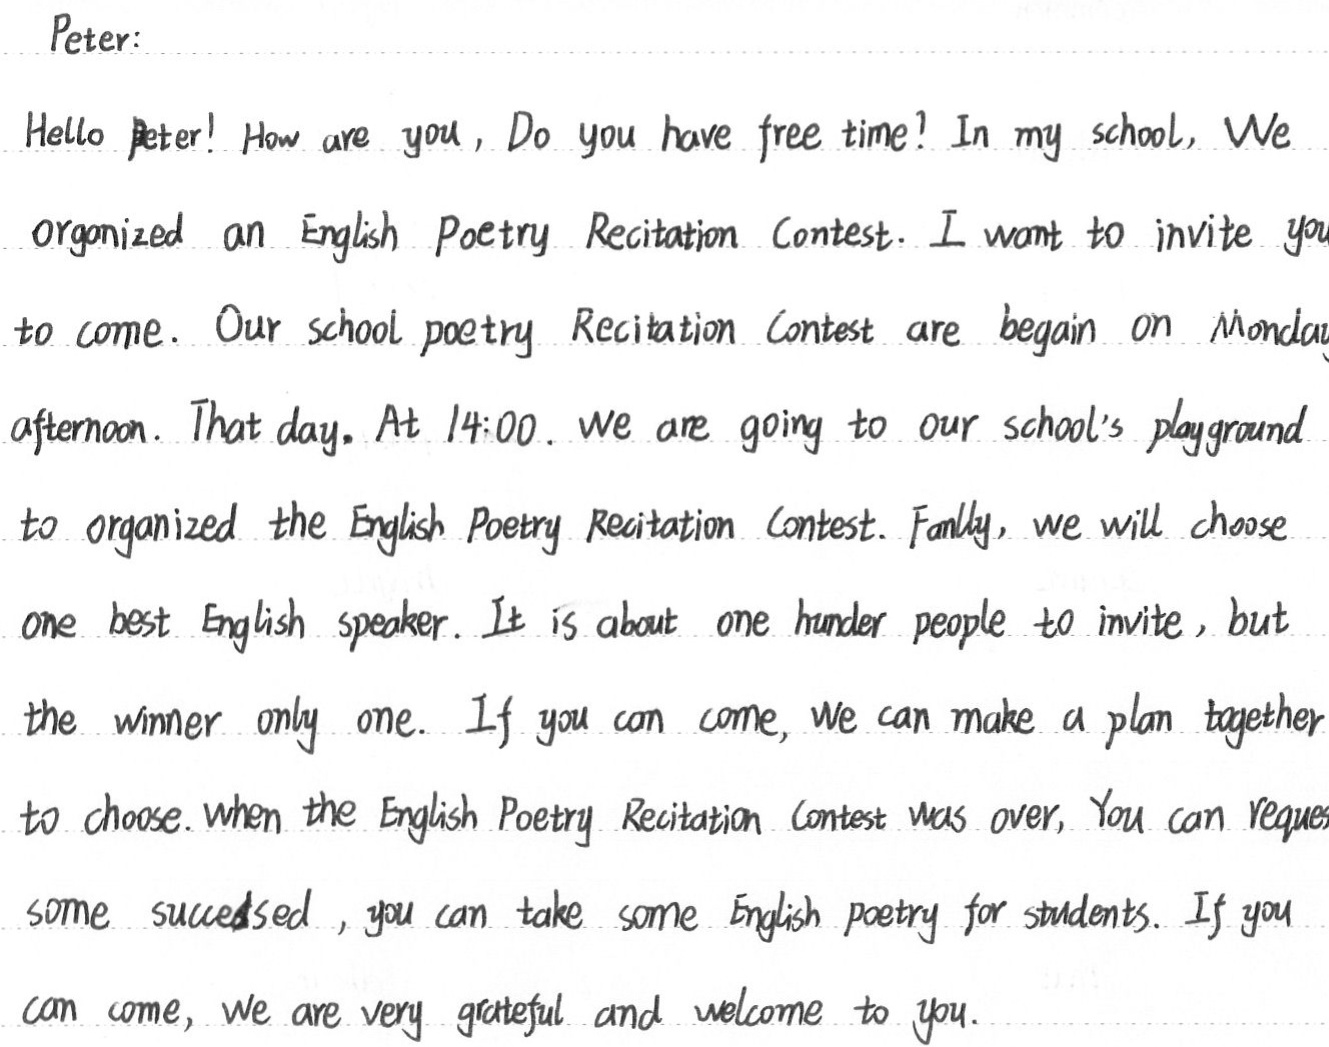 Peter:
Hello Peter! How are you, Do you have free time? In my school, We
organized an English Poetry Recitation Contest. I want to invite you
to come. Our school poetry Recitation Contest are begain on Monday
afternoon. That day. At 14:00. We are going to our school's playground
to organized the English Poetry Recitation Contest. Fanlly, we will choose
one best English speaker. It is about one hunder people to invite, but
the winner only one. If you can come, We can make a plan together
to choose. When the English Poetry Recitation Contest was over, You can reques
some succedsed, you can take some English poetry for students. If you
can come, We are very grateful and welcome to you.